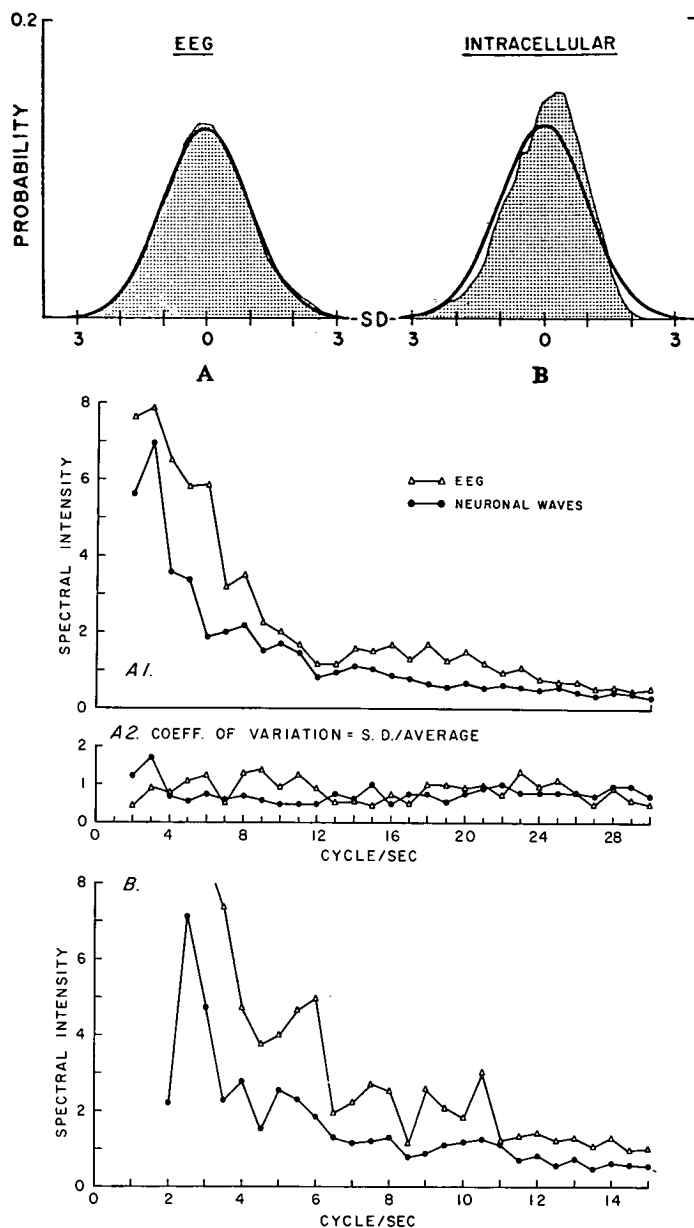 0.2
EEG
INTRACELLULAR
PROBABILITY
3 0 3 -SD- 3 0 3
A B
8
6
4
2
0
SPECTRAL INTENSITY
EEG
NEURONAL WAVES
A1.
A2. COEFF. OF VARIATION = S. D./AVERAGE
2
1
0
0 4 8 12 16 20 24 28
CYCLE/SEC
B.
8
6
4
2
0
SPECTRAL INTENSITY
0 2 4 6 8 10 12 14
CYCLE/SEC